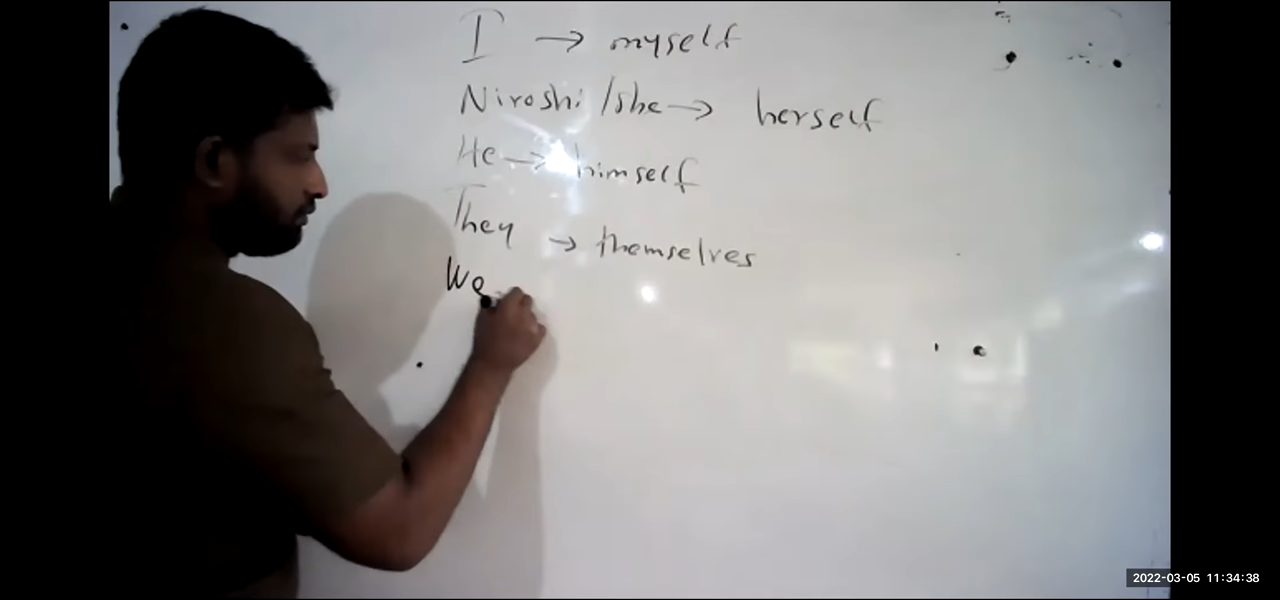 I → myself
Niroshi /she → herself
He → himself
They → themselves
We
2022-03-05 11:34:38